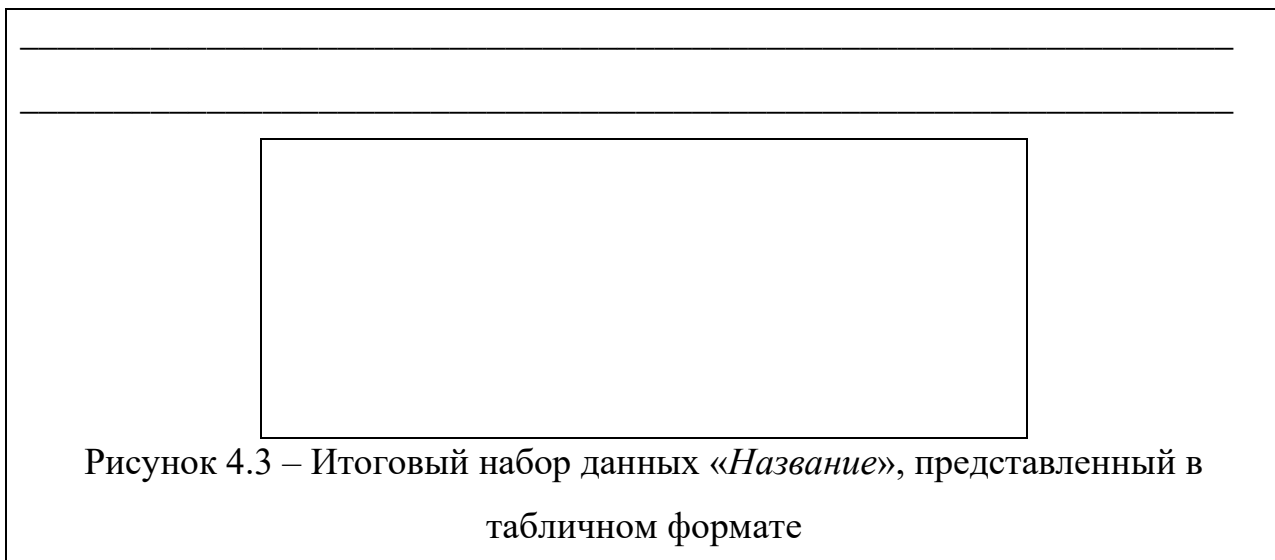 Рисунок 4.3 – Итоговый набор данных «Название», представленный в
табличном формате